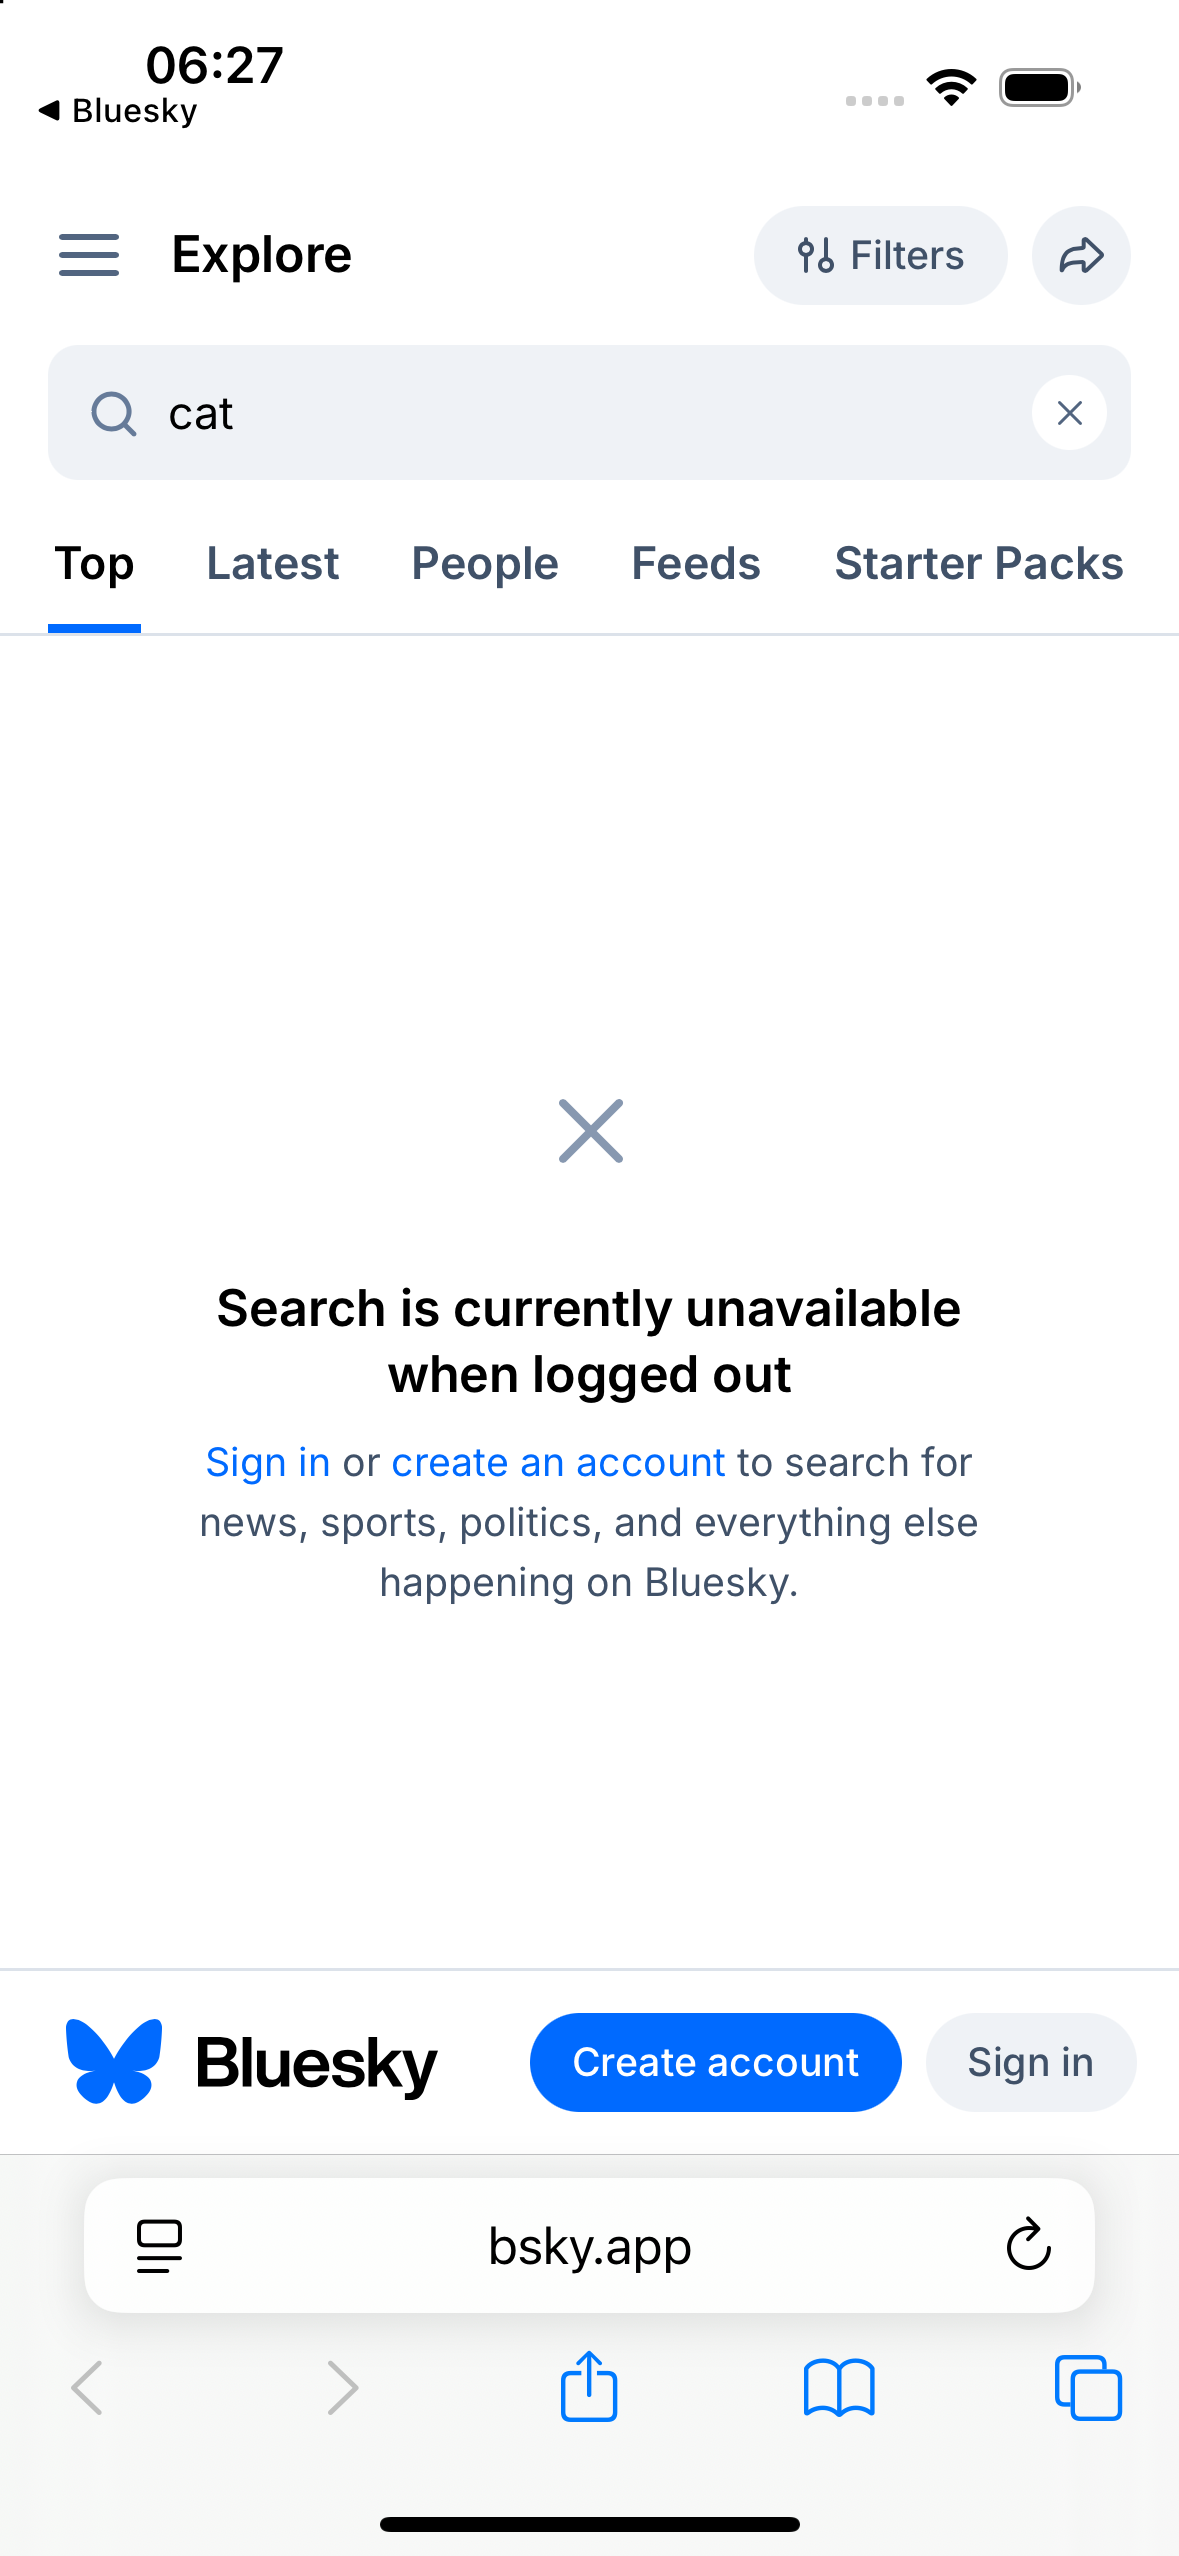 06:27
Bluesky
Explore
Filters
cat
Top Latest People Feeds Starter Packs
Search is currently unavailable
when logged out
Sign in or create an account to search for
news, sports, politics, and everything else
happening on Bluesky.
Bluesky
Create account
Sign in
bsky.app